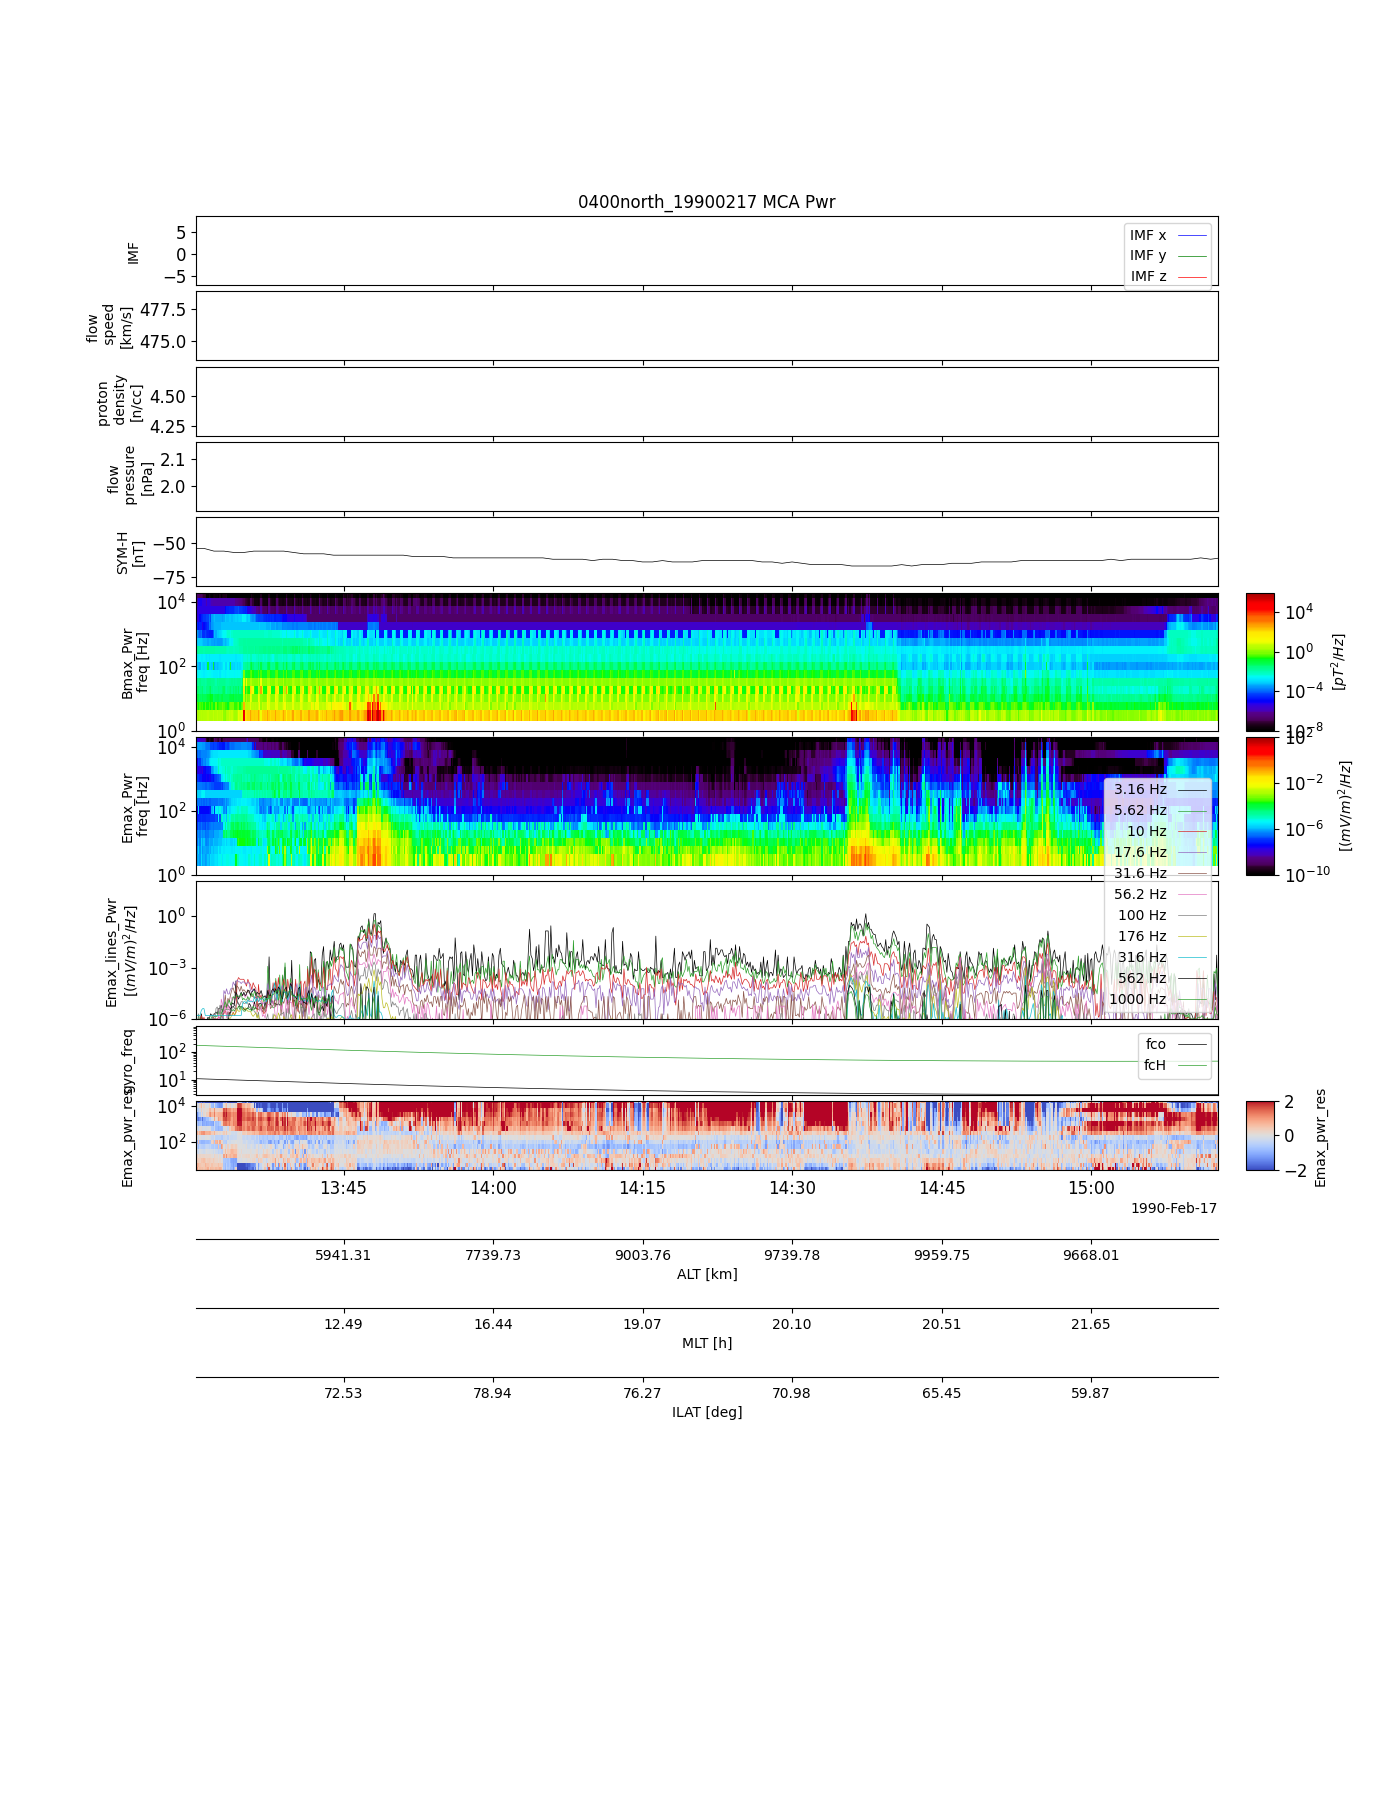 0400north_19900217 MCA Pwr
IMF
5
0
−5
IMF x
IMF y
IMF z
flow
speed
[km/s]
477.5
475.0
proton
density
[n/cc]
4.50
4.25
flow
pressure
[nPa]
2.1
2.0
SYM-H
[nT]
−50
−75
Bmax_Pwr
freq [Hz]
10^4
10^2
10^0
10^4
10^0
10^−4
10^−8
[pT^2/Hz]
Emax_Pwr
freq [Hz]
10^4
10^2
10^0
10^2
10^−2
10^−6
10^−10
[(mV/m)^2/Hz]
3.16 Hz
5.62 Hz
10 Hz
17.6 Hz
31.6 Hz
56.2 Hz
100 Hz
176 Hz
316 Hz
562 Hz
1000 Hz
Emax_lines_Pwr
[(mV/m)^2/Hz]
10^0
10^−3
10^−6
gyro_freq
10^2
10^1
fco
fcH
Emax_pwr_res
10^4
10^2
2
0
−2
Emax_pwr_res
13:45 14:00 14:15 14:30 14:45 15:00
1990-Feb-17
5941.31 7739.73 9003.76 9739.78 9959.75 9668.01
ALT [km]
12.49 16.44 19.07 20.10 20.51 21.65
MLT [h]
72.53 78.94 76.27 70.98 65.45 59.87
ILAT [deg]